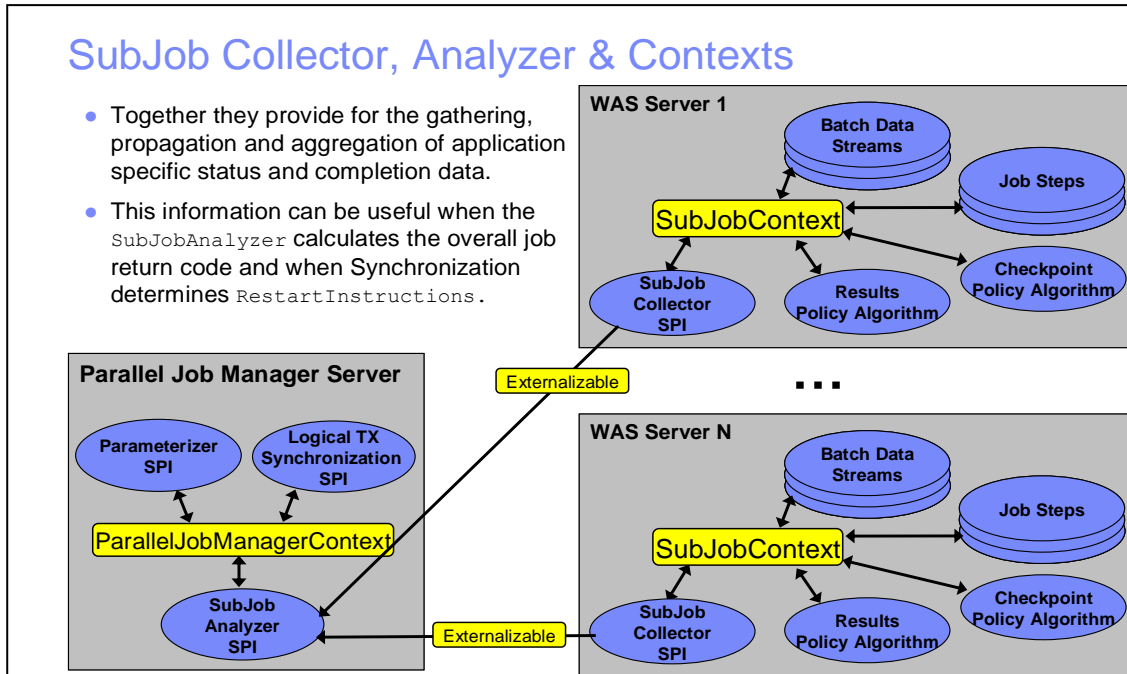 SubJob Collector, Analyzer & Contexts
● Together they provide for the gathering,
propagation and aggregation of application
specific status and completion data.
● This information can be useful when the
SubJobAnalyzer calculates the overall job
return code and when Synchronization
determines RestartInstructions.
WAS Server 1
Batch Data
Streams
Job Steps
SubJobContext
SubJob
Collector
SPI
Results
Policy Algorithm
Checkpoint
Policy Algorithm
Externalizable
...
Parallel Job Manager Server
Parameterizer
SPI
Logical TX
Synchronization
SPI
ParallelJobManagerContext
SubJob
Analyzer
SPI
Externalizable
WAS Server N
Batch Data
Streams
Job Steps
SubJobContext
SubJob
Collector
SPI
Results
Policy Algorithm
Checkpoint
Policy Algorithm